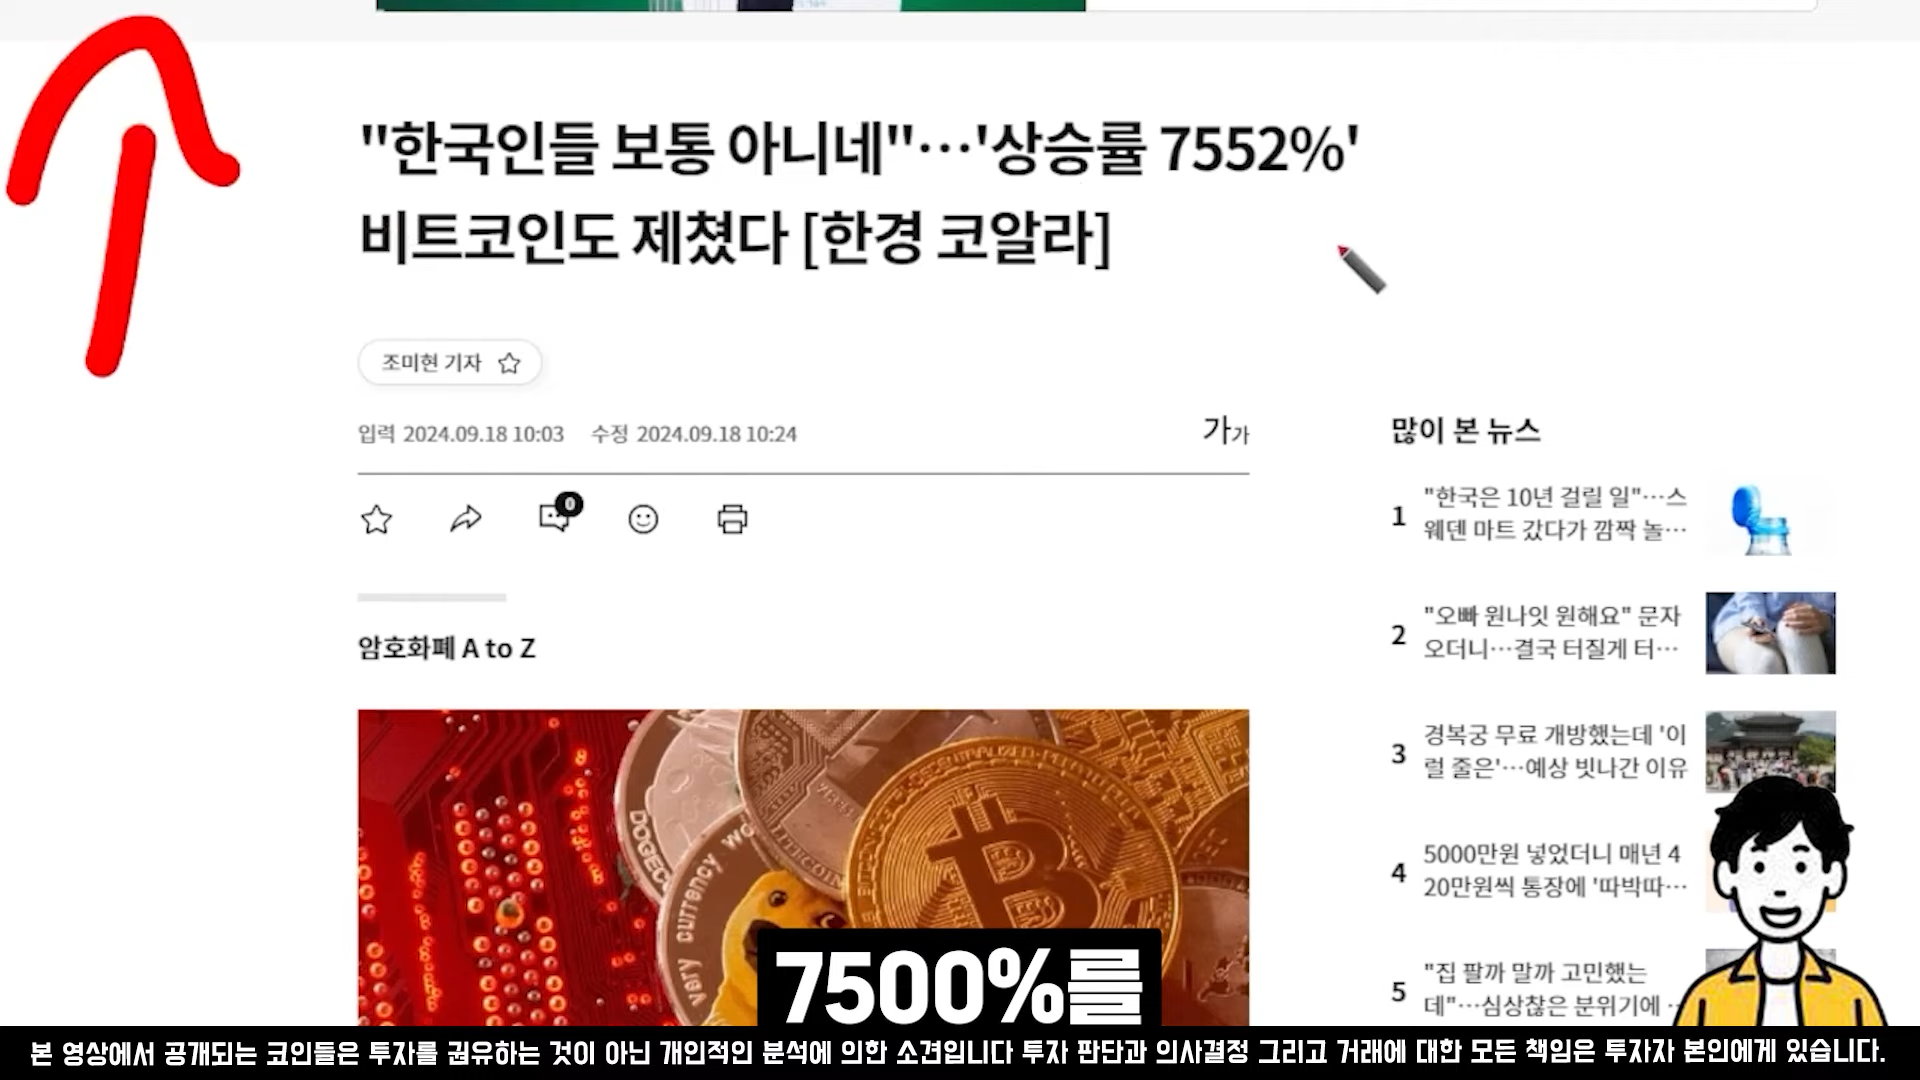 "한국인들 보통 아니네"…'상승률 7552%'
비트코인도 제쳤다 [한경 코알라]
조미현 기자
입력 2024.09.18 10:03 수정 2024.09.18 10:24
가가
0
암호화폐 A to Z
많이 본 뉴스
1
"한국은 10년 걸릴 일"…스
웨덴 마트 갔다가 깜짝 놀…
2
"오빠 원나잇 원해요" 문자
오더니…결국 터질게 터…
3
경복궁 무료 개방했는데 '이
럴 줄은'…예상 빗나간 이유
4
5000만원 넣었더니 매년 4
20만원씩 통장에 '따박따…
5
"집 팔까 말까 고민했는
데"…심상찮은 분위기에 …
DOGEC
LITECOIN
very currency wo
7500%를
본 영상에서 공개되는 코인들은 투자를 권유하는 것이 아닌 개인적인 분석에 의한 소견입니다 투자 판단과 의사결정 그리고 거래에 대한 모든 책임은 투자자 본인에게 있습니다.